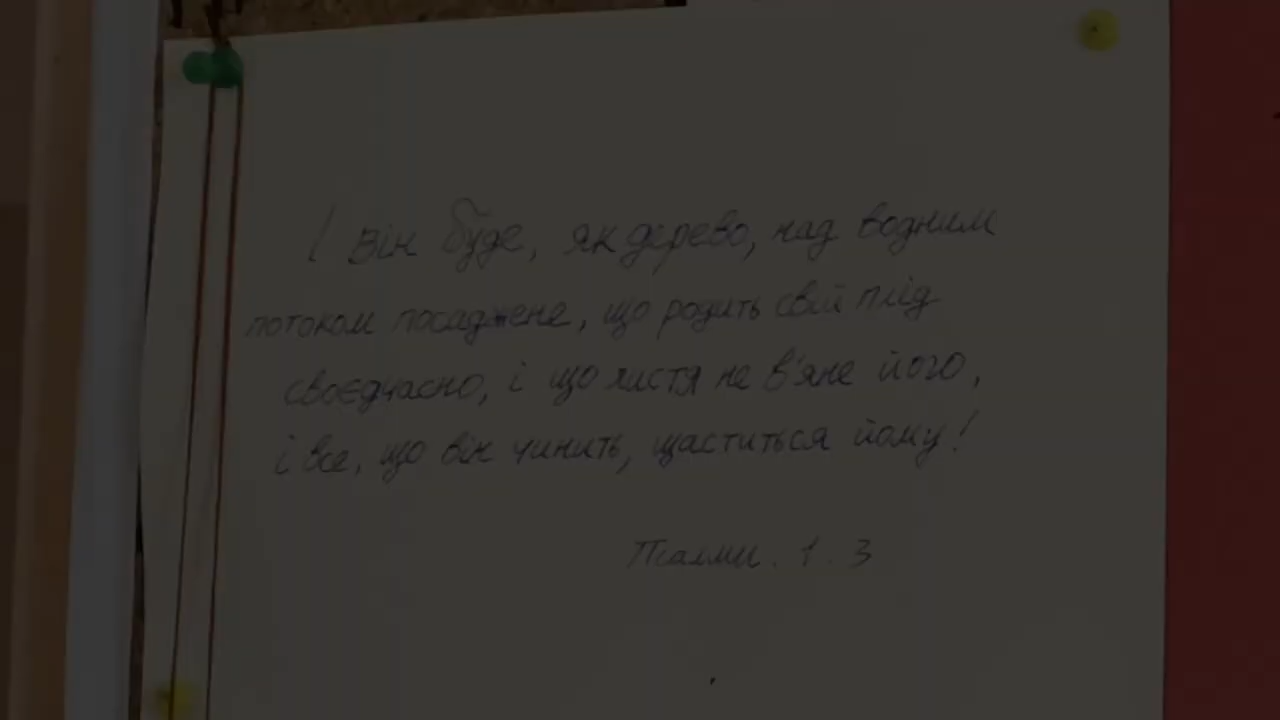 І він буде, як дерево, над водним
потоком посаджене, що родить свій плід
своєдчасно, і що листя не в'яне його,
і все, що він чинить, щаститься йому!
Псалми. 1. 3